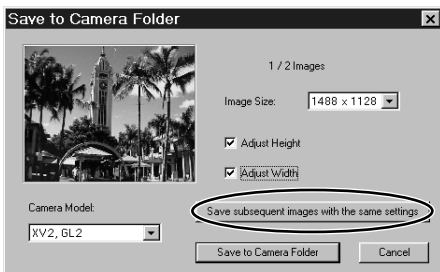 Save to Camera Folder
1 / 2 Images
Image Size: 1488 x 1128
Adjust Height
Adjust Width
Camera Model:
XV2, GL2
Save subsequent images with the same settings
Save to Camera Folder Cancel